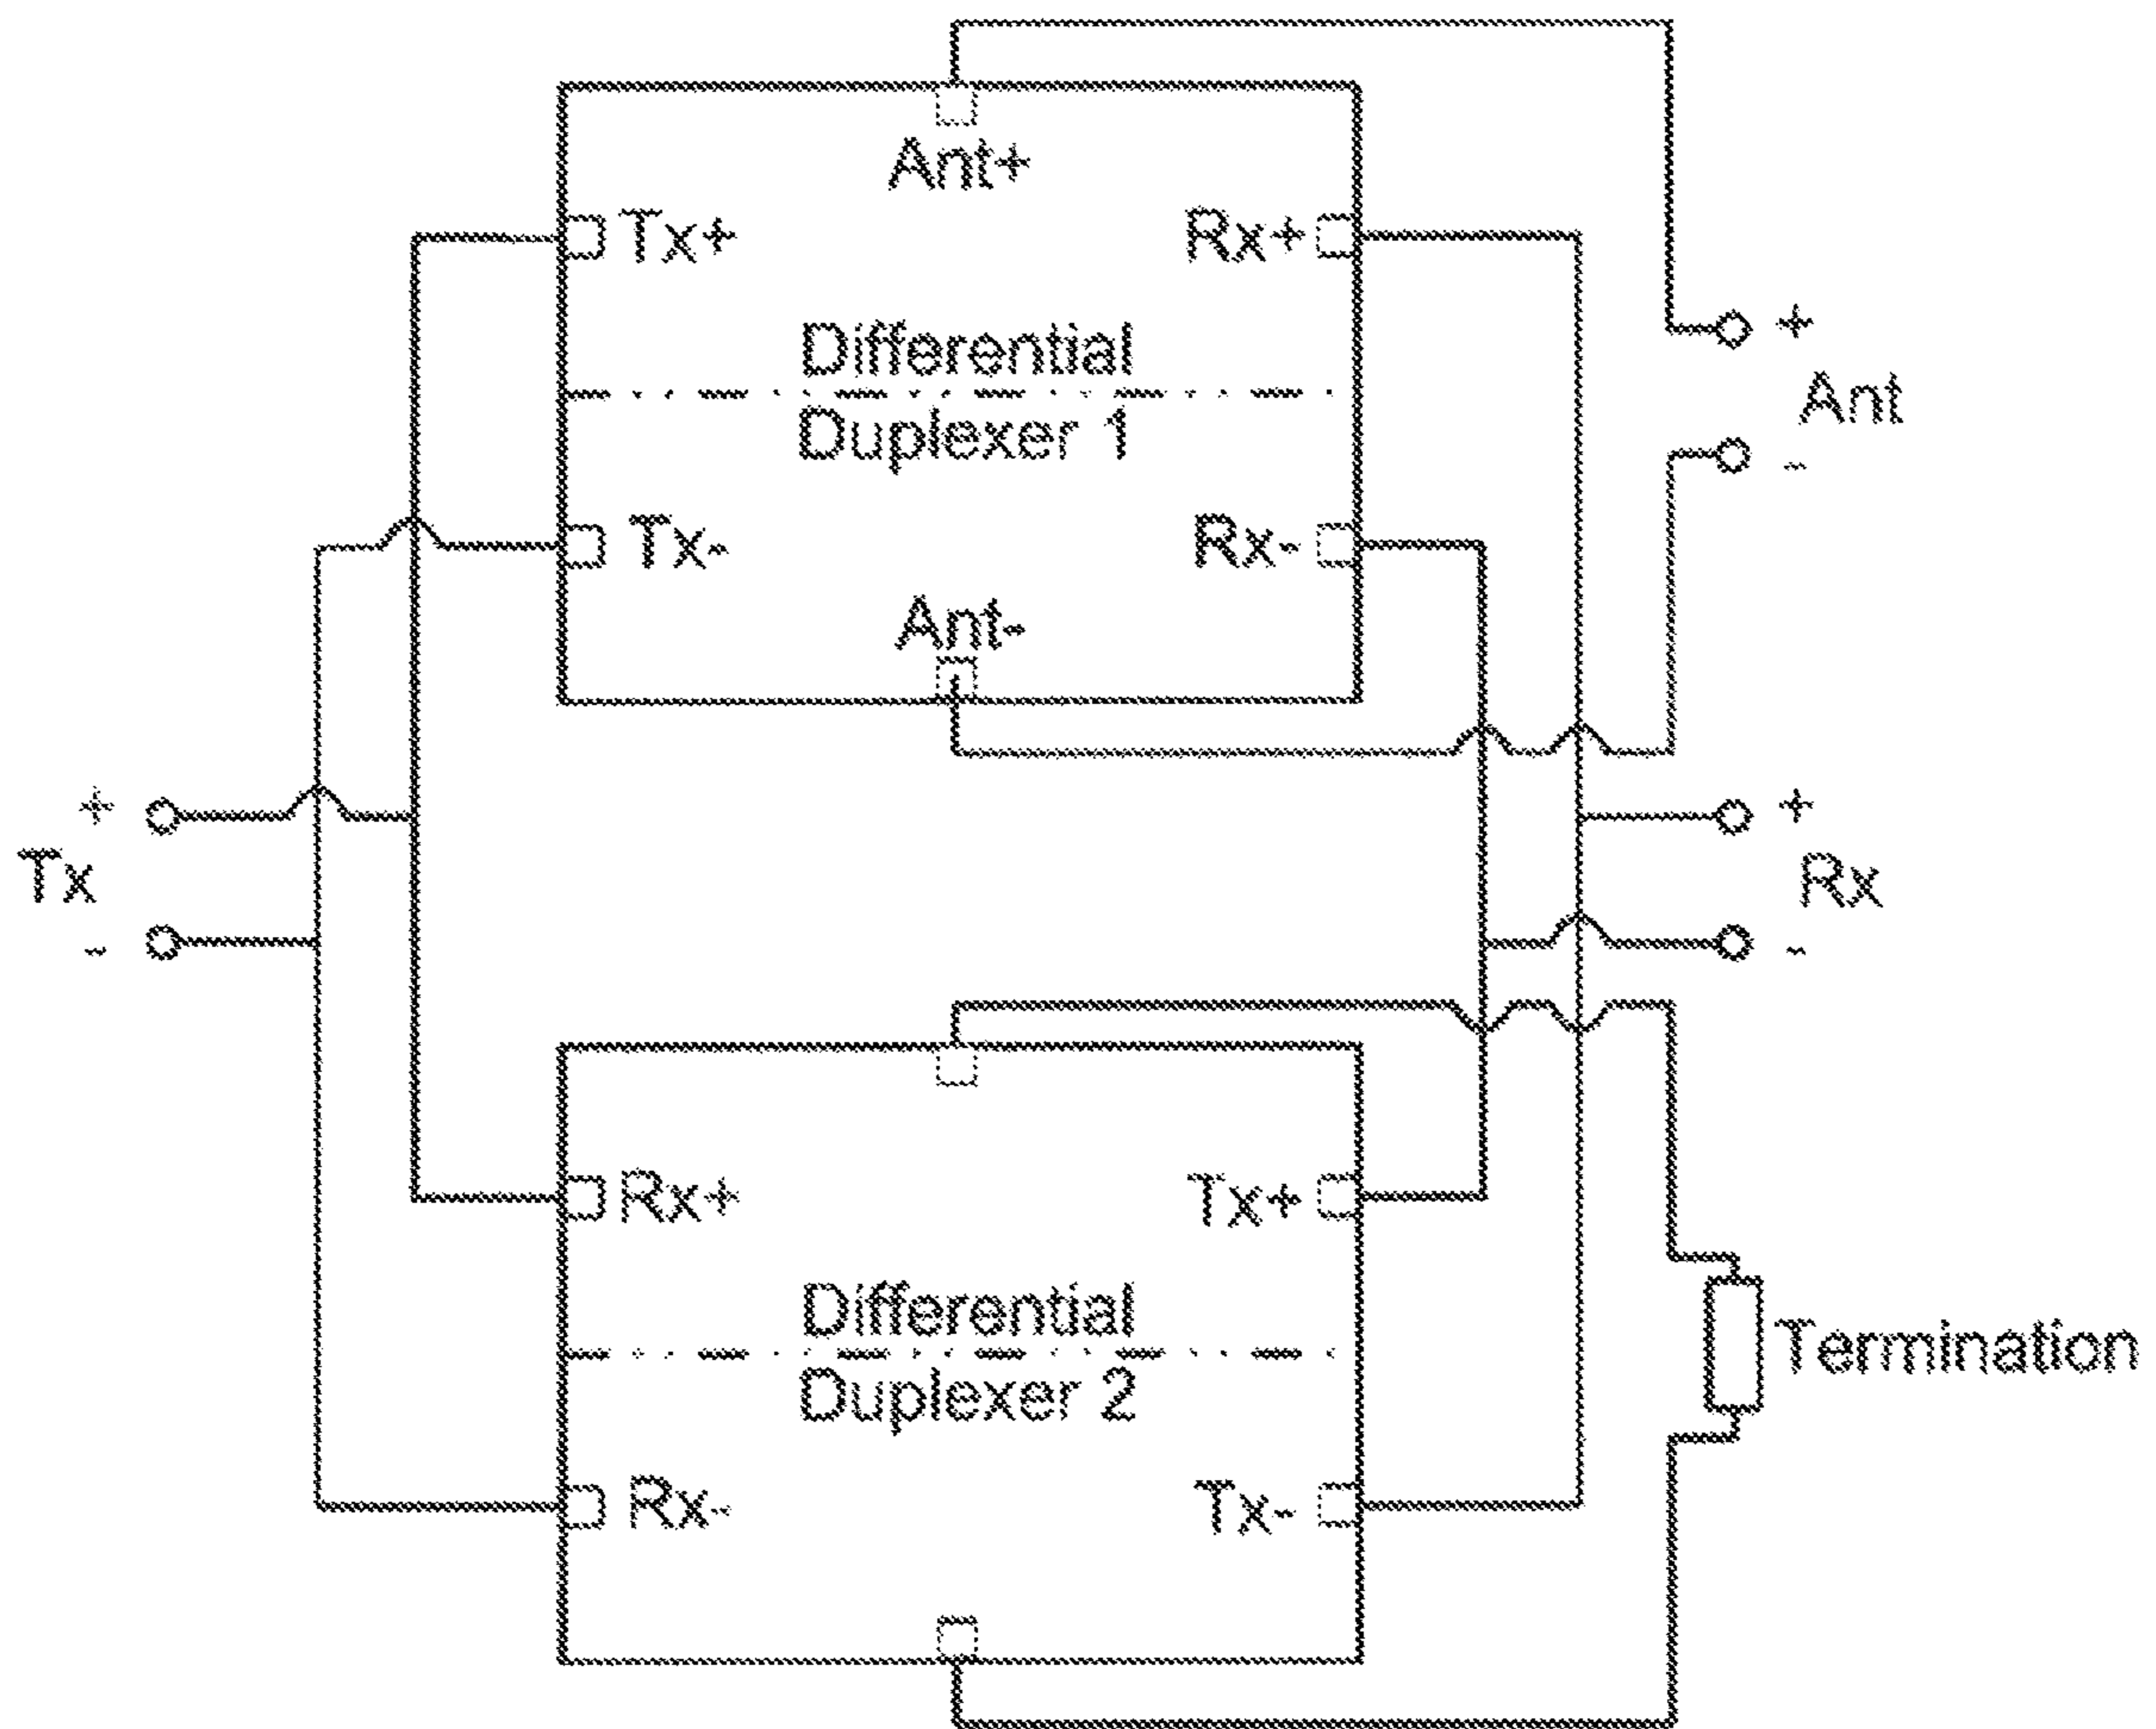 Ant+
Tx+
Rx+
Differential
Duplexer 1
Tx-
Rx-
Ant-
+
Ant
-
+
Tx
-
+
Rx
-
Rx+
Tx+
Differential
Duplexer 2
Rx-
Tx-
Termination